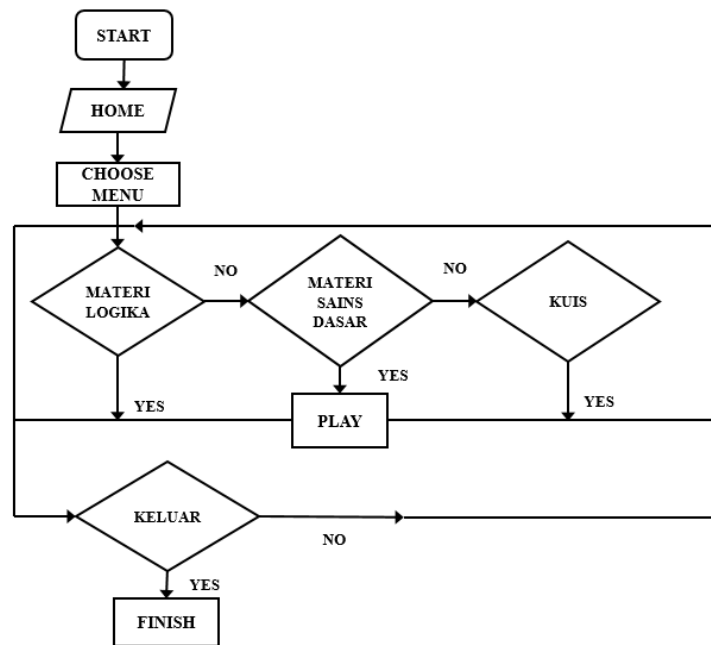 START
HOME
CHOOSE
MENU
MATERI
LOGIKA
NO
MATERI
SAINS
DASAR
NO
KUIS
YES
YES
YES
PLAY
KELUAR
NO
YES
FINISH